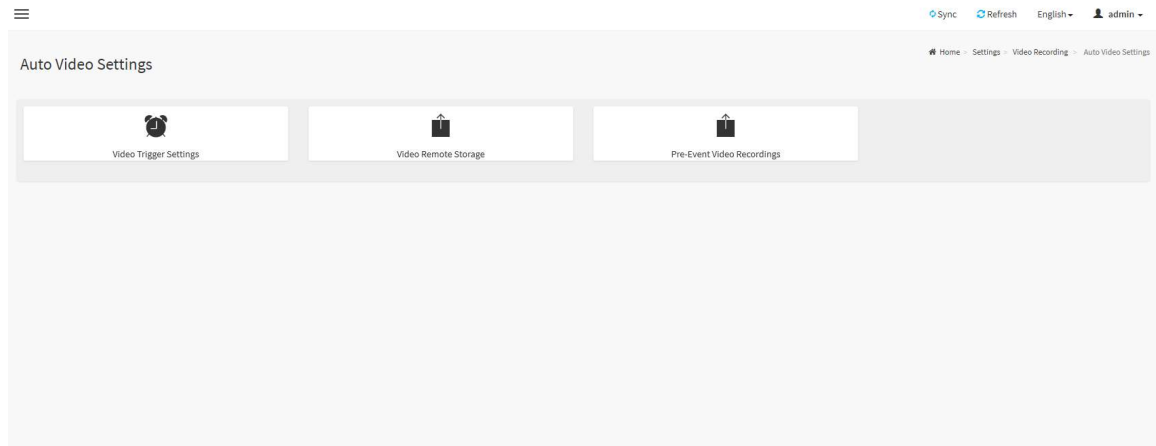 Sync Refresh English admin
Home > Settings > Video Recording > Auto Video Settings
Auto Video Settings
Video Trigger Settings
Video Remote Storage
Pre-Event Video Recordings